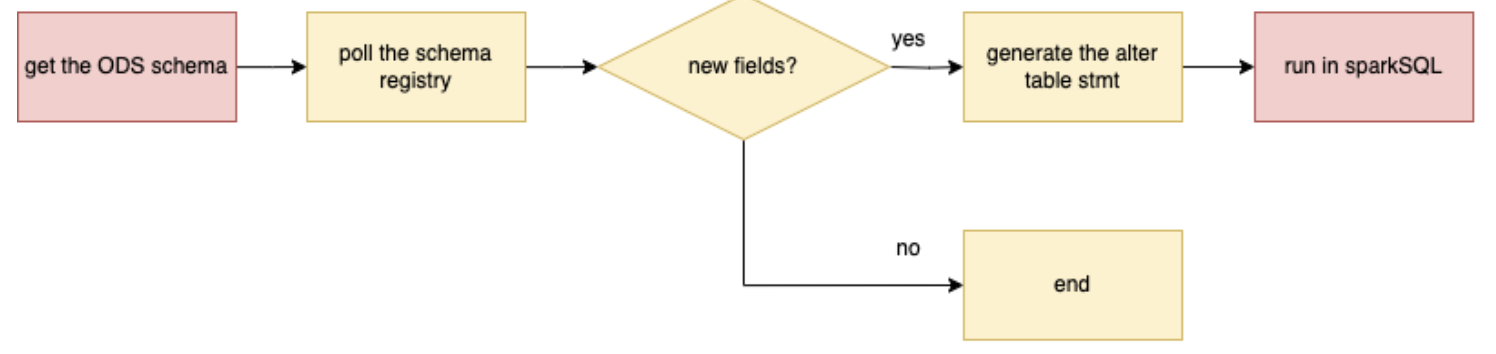 get the ODS schema
poll the schema
registry
new fields?
yes
generate the alter
table stmt
run in sparkSQL
no
end